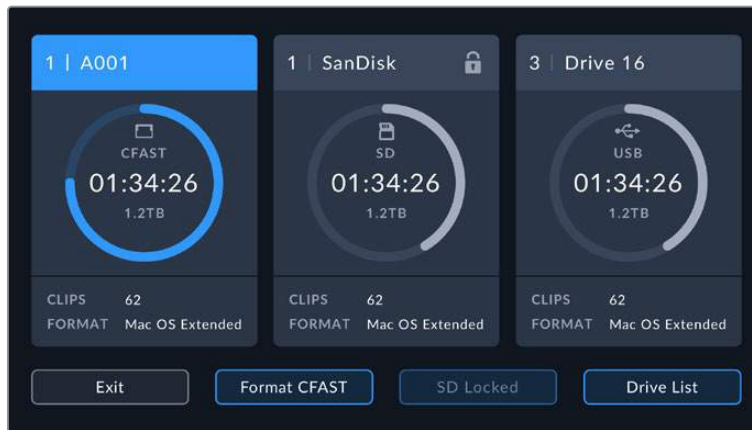 1 | A001
CFAST
01:34:26
1.2TB
CLIPS 62
FORMAT Mac OS Extended
1 | SanDisk
SD
01:34:26
1.2TB
CLIPS 62
FORMAT Mac OS Extended
3 | Drive 16
USB
01:34:26
1.2TB
CLIPS 62
FORMAT Mac OS Extended
Exit
Format CFAST
SD Locked
Drive List